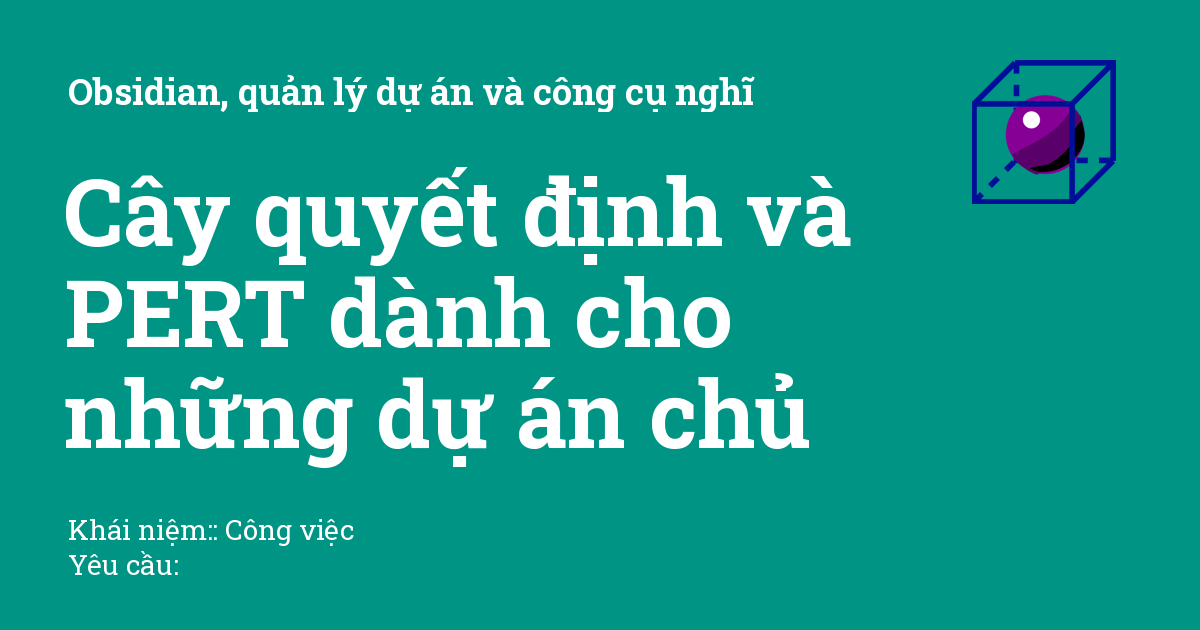 Obsidian, quản lý dự án và công cụ nghĩ
Cây quyết định và
PERT dành cho
những dự án chủ
Khái niệm:: Công việc
Yêu cầu: